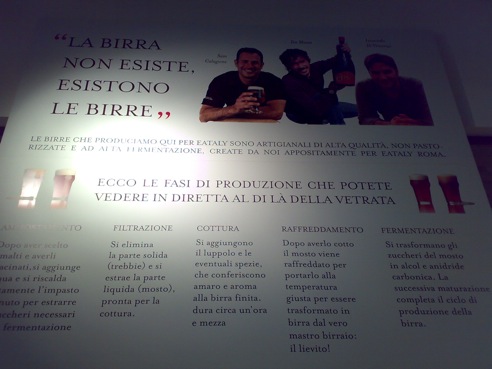 “LA BIRRA
NON ESISTE,
ESISTONO
LE BIRRE”
LE BIRRE CHE PRODUCIAMO QUI PER EATALY SONO ARTIGIANALI DI ALTA QUALITÀ, NON PASTO
RIZZATE E AD ALTA FERMENTAZIONE, CREATE DA NOI APPOSITAMENTE PER EATALY ROMA.
ECCO LE FASI DI PRODUZIONE CHE POTETE
VEDERE IN DIRETTA AL DI LA DELLA VETRATA
Dopo aver scelto
malti e averli
acinati, si aggiunge
qua e si riscalda
tamente l'impasto
nuto per estrarre
zuccheri necessari
fermentazione
FILTRAZIONE
Si elimina
la parte solida
(trebbie) e si
estrae la parte
liquida (mosto),
pronta per la
cottura.
COTTURA
Si aggiungono
il luppolo e le
eventuali spezie,
che conferiscono
amaro e aroma
alla birra finita.
dura circa un'ora
e mezza
RAFFREDDAMENTO
Dopo averlo cotto
il mosto viene
raffreddato per
portarlo alla
temperatura
giusta per essere
trasformato in
birra dal vero
mastro birraio:
il lievito!
FERMENTAZIONE
Si trasformano gli
zuccheri del mosto
in alcol e anidride
carbonica. La
successiva maturazione
completa il ciclo di
produzione della
birra.